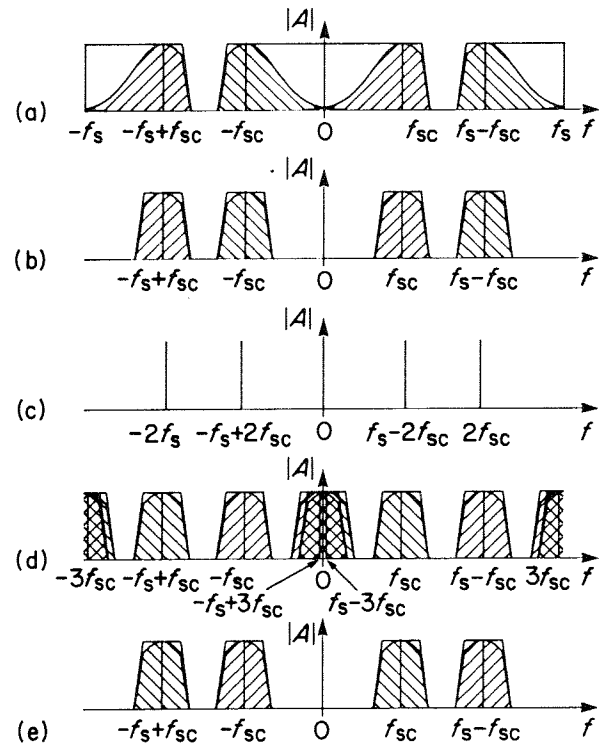 |A|
(a)
-fs -fs+fsc -fsc 0 fsc fs-fsc fs f
|A|
(b)
-fs+fsc -fsc 0 fsc fs-fsc f
|A|
(c)
-2fs -fs+2fsc 0 fs-2fsc 2fsc f
|A|
(d)
-3fsc -fs+fsc -fsc 0 fsc fs-fsc 3fsc f
-fs+3fsc fs-3fsc
|A|
(e)
-fs+fsc -fsc 0 fsc fs-fsc f